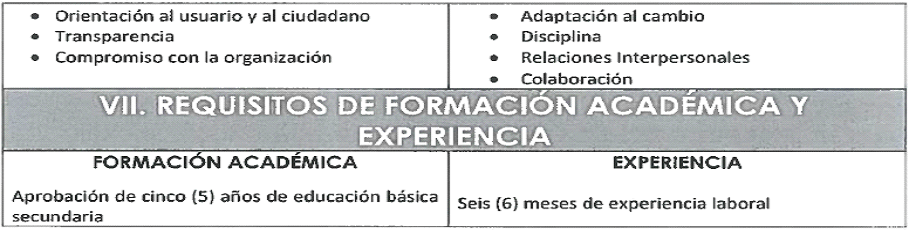 • Orientación al usuario y al ciudadano
• Transparencia
• Compromiso con la organización
• Adaptación al cambio
• Disciplina
• Relaciones Interpersonales
• Colaboración
VII. REQUISITOS DE FORMACIÓN ACADÉMICA Y
EXPERIENCIA
FORMACIÓN ACADÉMICA
Aprobación de cinco (5) años de educación básica
secundaria
EXPERIENCIA
Seis (6) meses de experiencia laboral